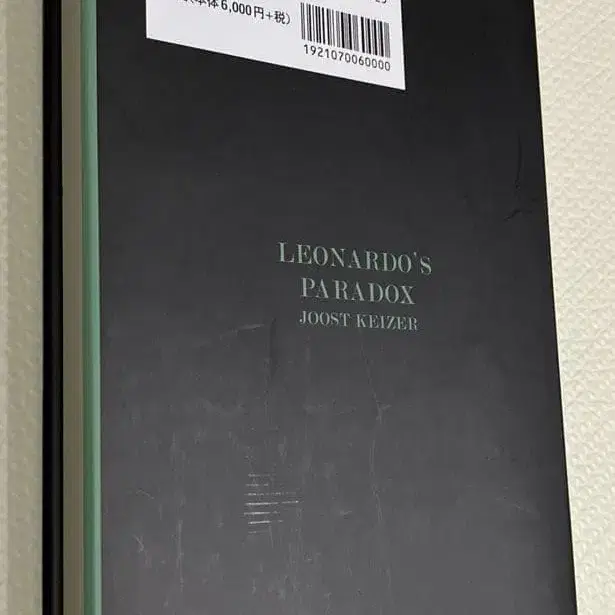 (本体6,000円+税)
1921070060000
LEONARDO'S
PARADOX
JOOST KEIZER